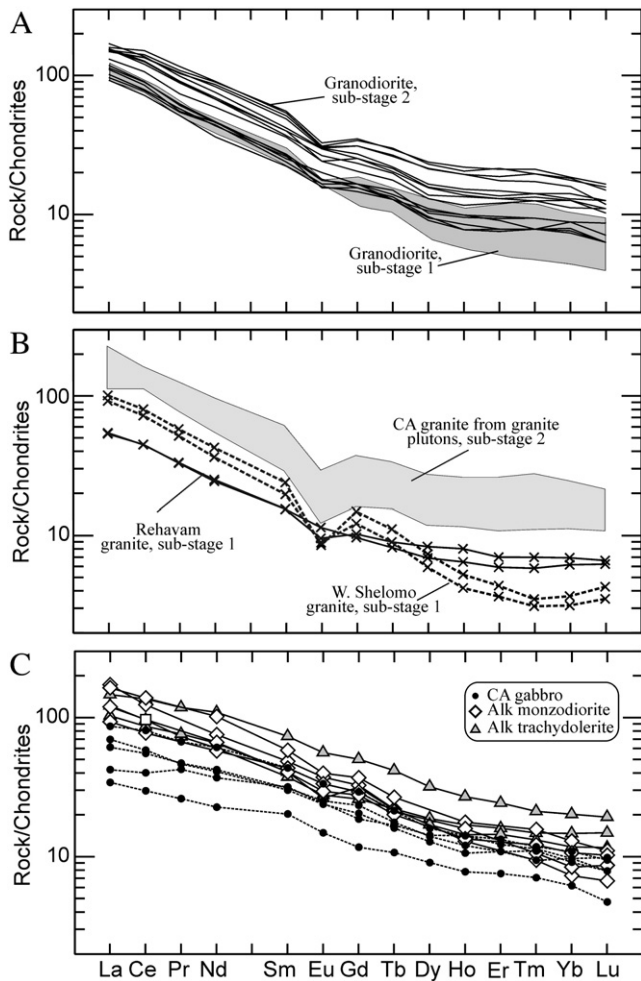 A
Rock/Chondrites
100
10
Granodiorite,
sub-stage 2
Granodiorite,
sub-stage 1
B
Rock/Chondrites
100
10
CA granite from granite
plutons, sub-stage 2
Rehavam
granite, sub-stage 1
W. Shelomo
granite, sub-stage 1
C
Rock/Chondrites
100
10
CA gabbro
Alk monzodiorite
Alk trachydolerite
La Ce Pr Nd Sm Eu Gd Tb Dy Ho Er Tm Yb Lu